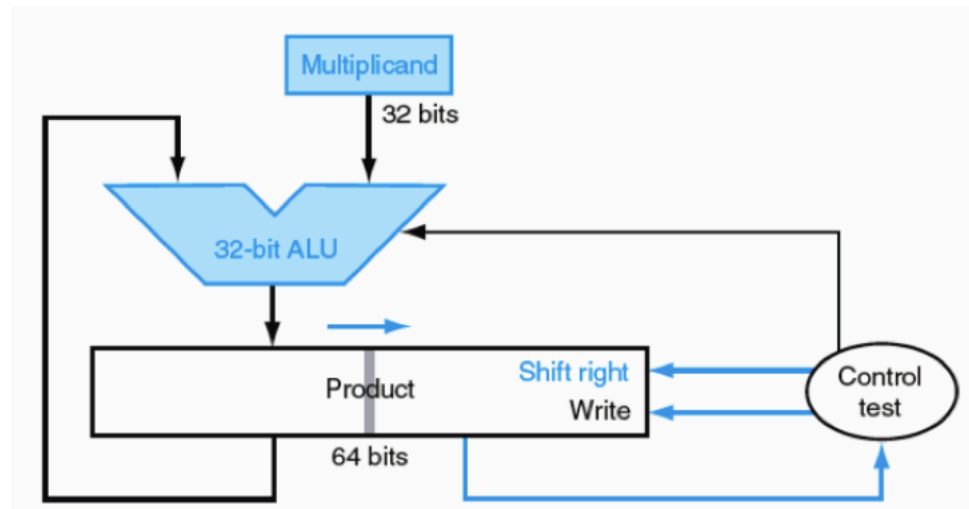 Multiplicand
32 bits
32-bit ALU
Product
Shift right
Write
64 bits
Control
test